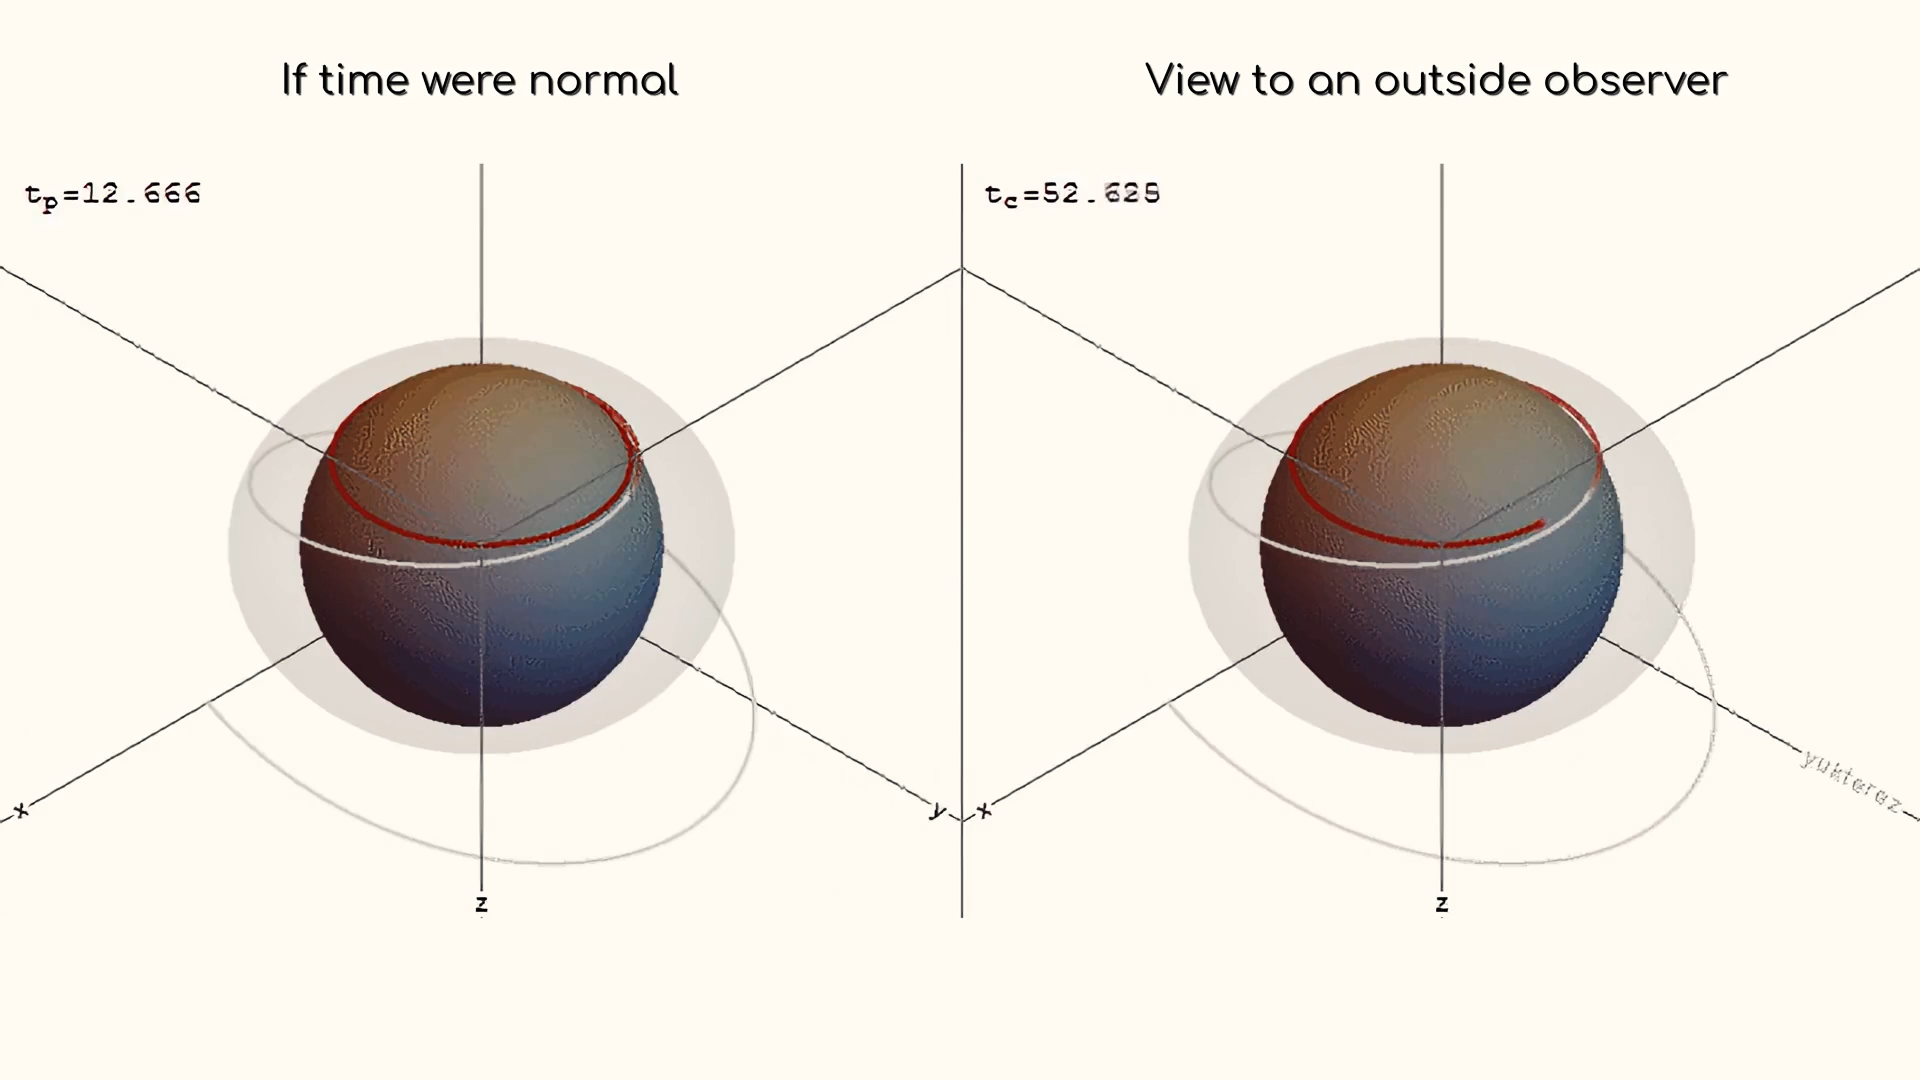 If time were normal
View to an outside observer
tp=12.666
tc=52.625
x
y
z
x
yukterez
z